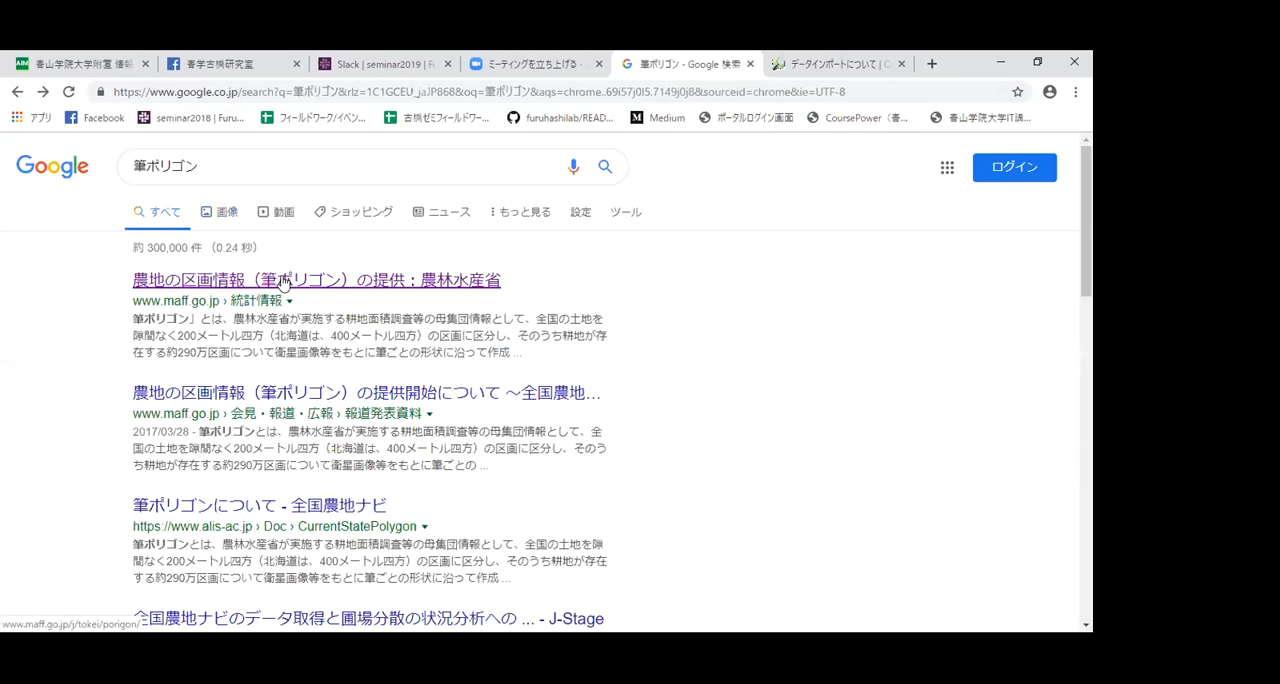 青山学院大学附置 情報
青学古橋研究室
Slack | seminar2019 | Fu
ミーティングを立ち上げる -
筆ポリゴン - Google 検索
データインポートについて | O
https://www.google.co.jp/search?q=筆ポリゴン&rlz=1C1GCEU_jaJP868&oq=筆ポリゴン&aqs=chrome..69i57j0l5.7149j0j8&sourceid=chrome&ie=UTF-8
アプリ
Facebook
seminar2018 | Furu...
フィールドワーク/イベン...
古橋ゼミフィールドワー...
furuhashilab/READ...
Medium
ポータルログイン画面
CoursePower（青...
青山学院大学IT講...
Google
筆ポリゴン
ログイン
すべて
画像
動画
ショッピング
ニュース
もっと見る
設定
ツール
約 300,000 件 （0.24 秒）
農地の区画情報（筆ポリゴン）の提供：農林水産省
www.maff.go.jp › 統計情報
筆ポリゴン」とは、農林水産省が実施する耕地面積調査等の母集団情報として、全国の土地を
隙間なく200メートル四方（北海道は、400メートル四方）の区画に区分し、そのうち耕地が存
在する約290万区画について衛星画像等をもとに筆ごとの形状に沿って作成 ...
農地の区画情報（筆ポリゴン）の提供開始について ～全国農地...
www.maff.go.jp › 会見・報道・広報 › 報道発表資料
2017/03/28 - 筆ポリゴンとは、農林水産省が実施する耕地面積調査等の母集団情報として、全
国の土地を隙間なく200メートル四方（北海道は、400メートル四方）の区画に区分し、そのう
ち耕地が存在する約290万区画について衛星画像等をもとに筆ごとの ...
筆ポリゴンについて - 全国農地ナビ
https://www.alis-ac.jp › Doc › CurrentStatePolygon
筆ポリゴンとは、農林水産省が実施する耕地面積調査等の母集団情報として、全国の土地を隙
間なく200メートル四方（北海道は、400メートル四方）の区画に区分し、そのうち耕地が存在
する約290万区画について衛星画像等をもとに筆ごとの形状に沿って作成 ...
全国農地ナビのデータ取得と圃場分散の状況分析への ... - J-Stage
www.maff.go.jp/j/tokei/porigon/